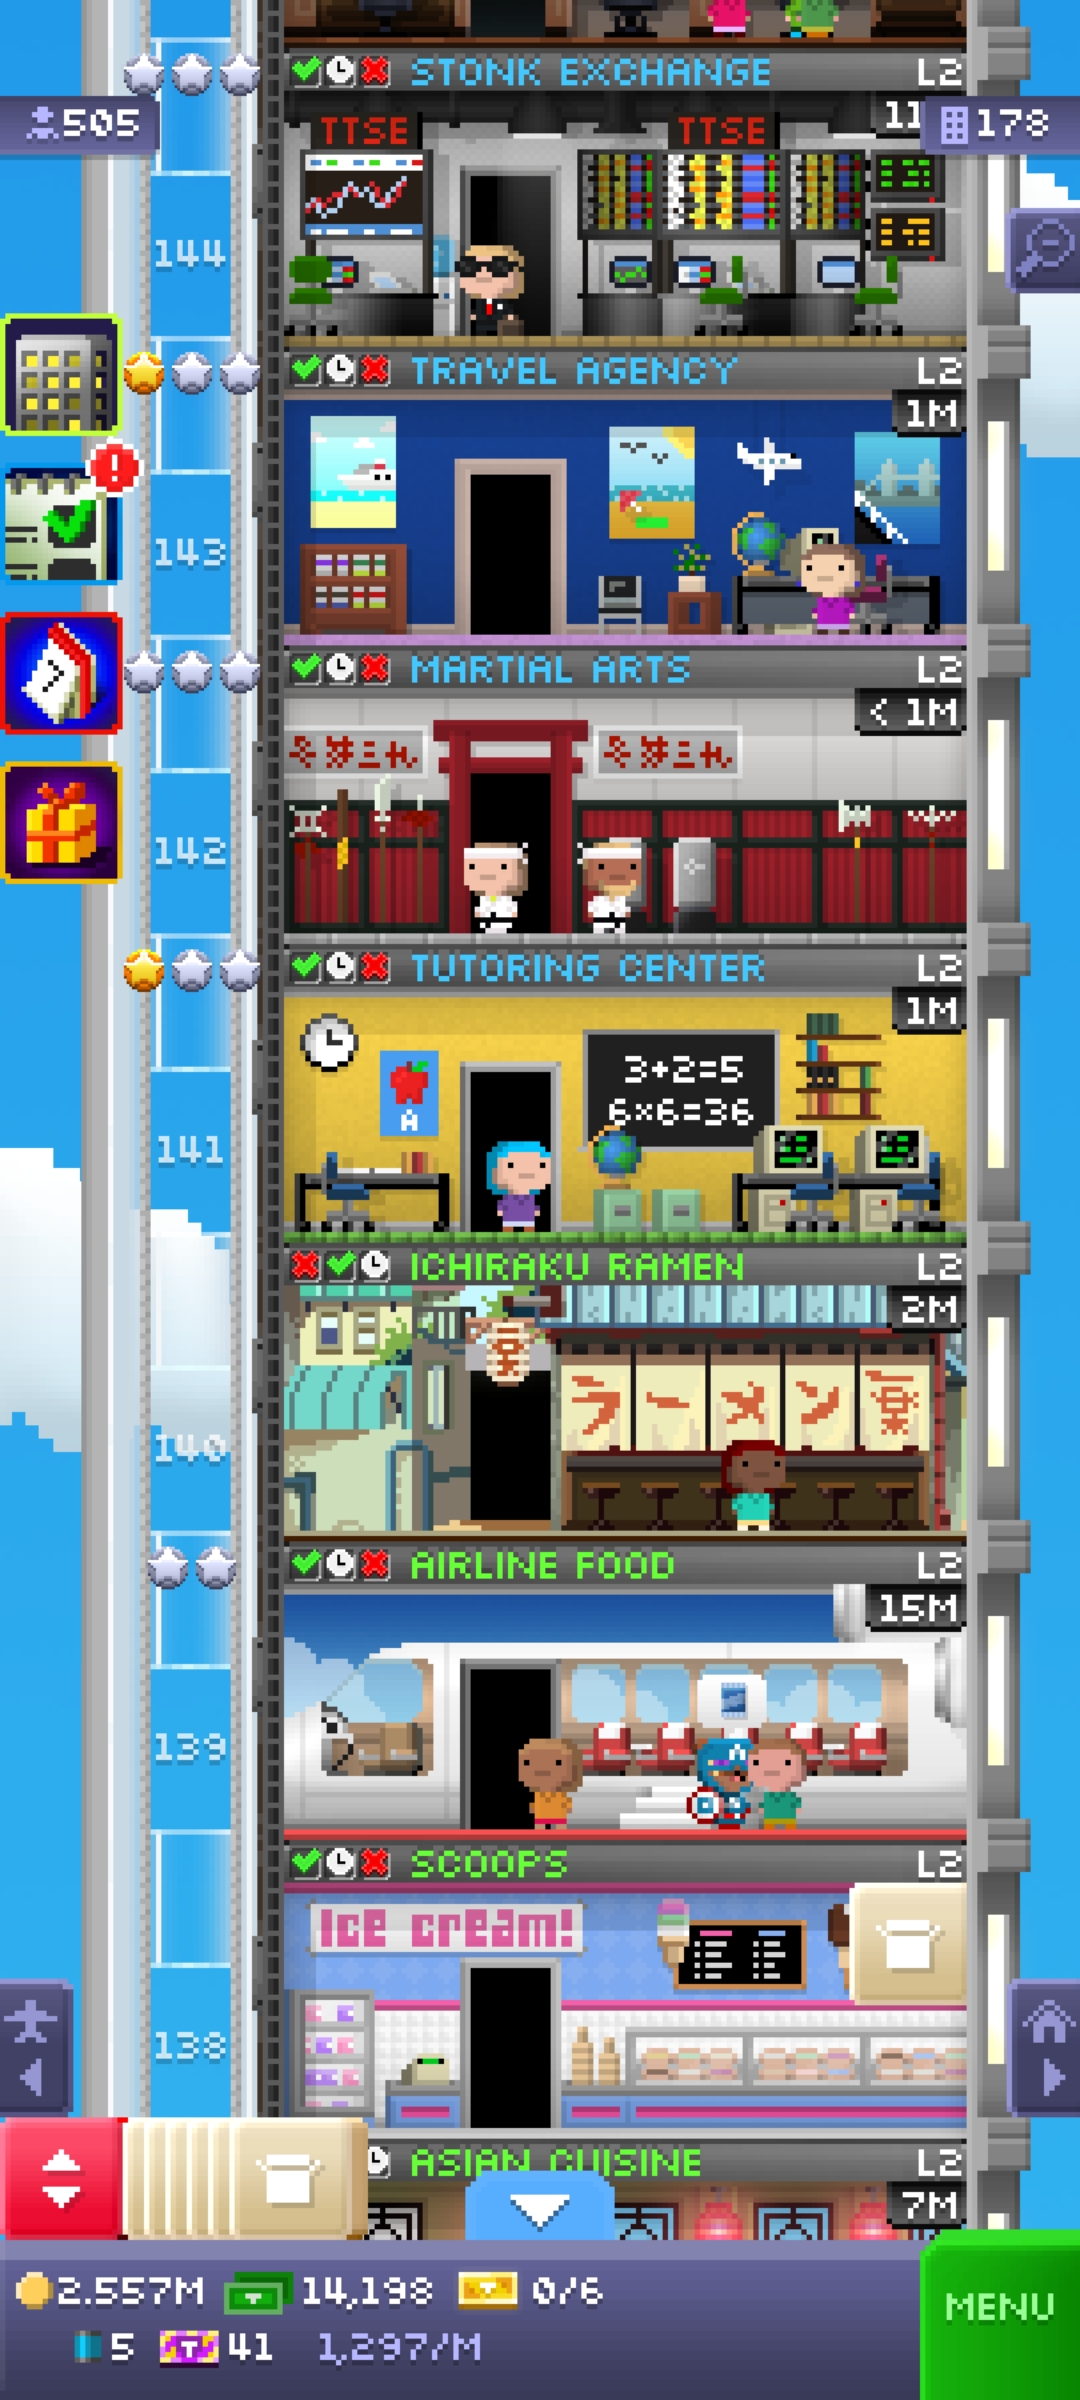 STONK EXCHANGE L2
505
11
178
TTSE TTSE
144
TRAVEL AGENCY L2
1M
143
MARTIAL ARTS L2
< 1M
142
TUTORING CENTER L2
1M
3+2=5
6×6=36
A
141
ICHIRAKU RAMEN L2
2M
ラーメン
140
AIRLINE FOOD L2
15M
A
139
SCOOPS L2
Ice cream!
138
ASIAN CUISINE L2
7M
2.557M 14,198 0/6
MENU
5 41 1,297/M